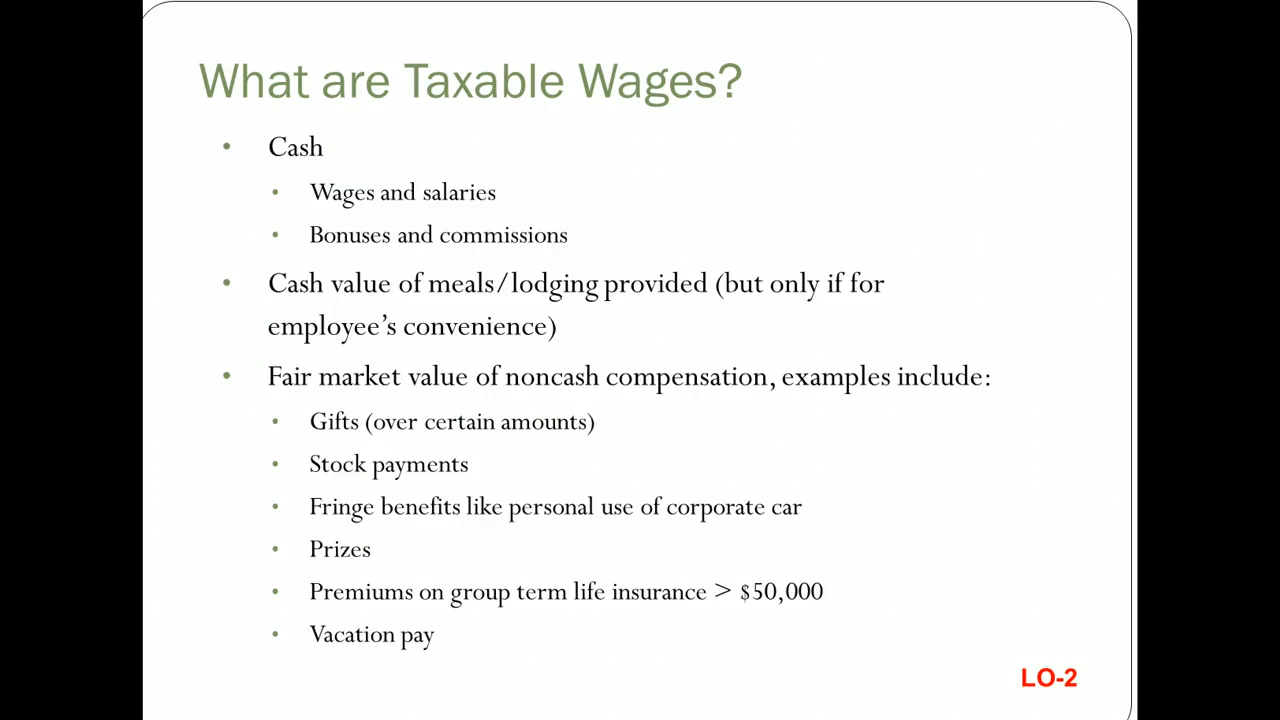 What are Taxable Wages?
• Cash
• Wages and salaries
• Bonuses and commissions
• Cash value of meals/lodging provided (but only if for
employee’s convenience)
• Fair market value of noncash compensation, examples include:
• Gifts (over certain amounts)
• Stock payments
• Fringe benefits like personal use of corporate car
• Prizes
• Premiums on group term life insurance > $50,000
• Vacation pay
LO-2